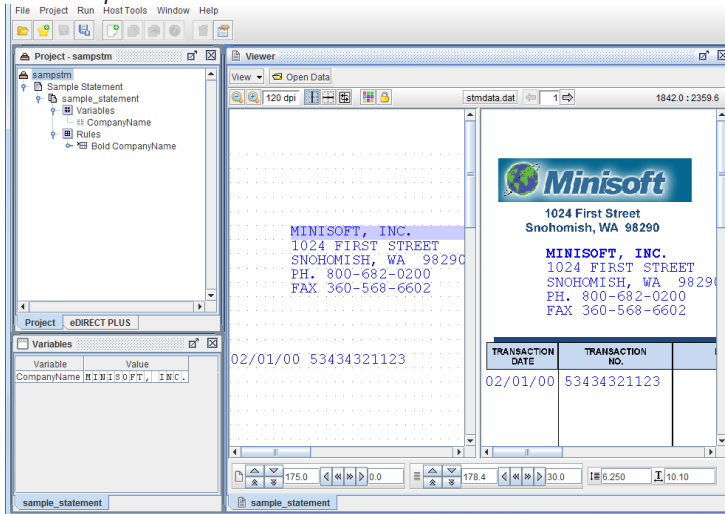 File Project Run Host Tools Window Help
Project - sampstm
sampstm
Sample Statement
sample_statement
Variables
CompanyName
Rules
Bold CompanyName
Project eDIRECT PLUS
Variables
Variable Value
CompanyName MINISOFT, INC.
sample_statement
Viewer
View Open Data
120 dpi stmdata.dat 1 1842.0 : 2359.6
MINISOFT, INC.
1024 FIRST STREET
SNOHOMISH, WA 98290
PH. 800-682-0200
FAX 360-568-6602
02/01/00 53434321123
Minisoft
1024 First Street
Snohomish, WA 98290
MINISOFT, INC.
1024 FIRST STREET
SNOHOMISH, WA 9829
PH. 800-682-0200
FAX 360-568-6602
TRANSACTION DATE TRANSACTION NO.
02/01/00 53434321123
175.0 0.0 178.4 30.0 6.250 10.10
sample_statement